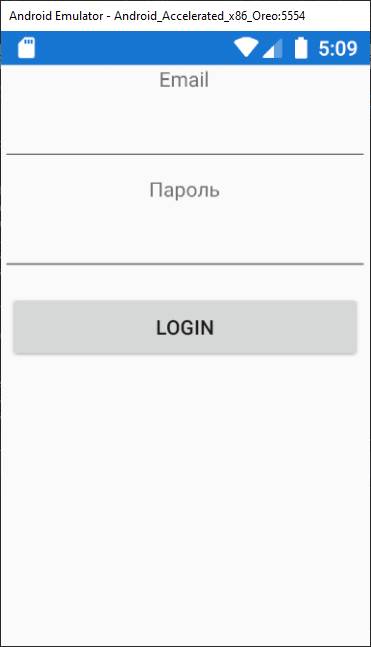 Android Emulator - Android_Accelerated_x86_Oreo:5554
5:09
Email
Пароль
LOGIN